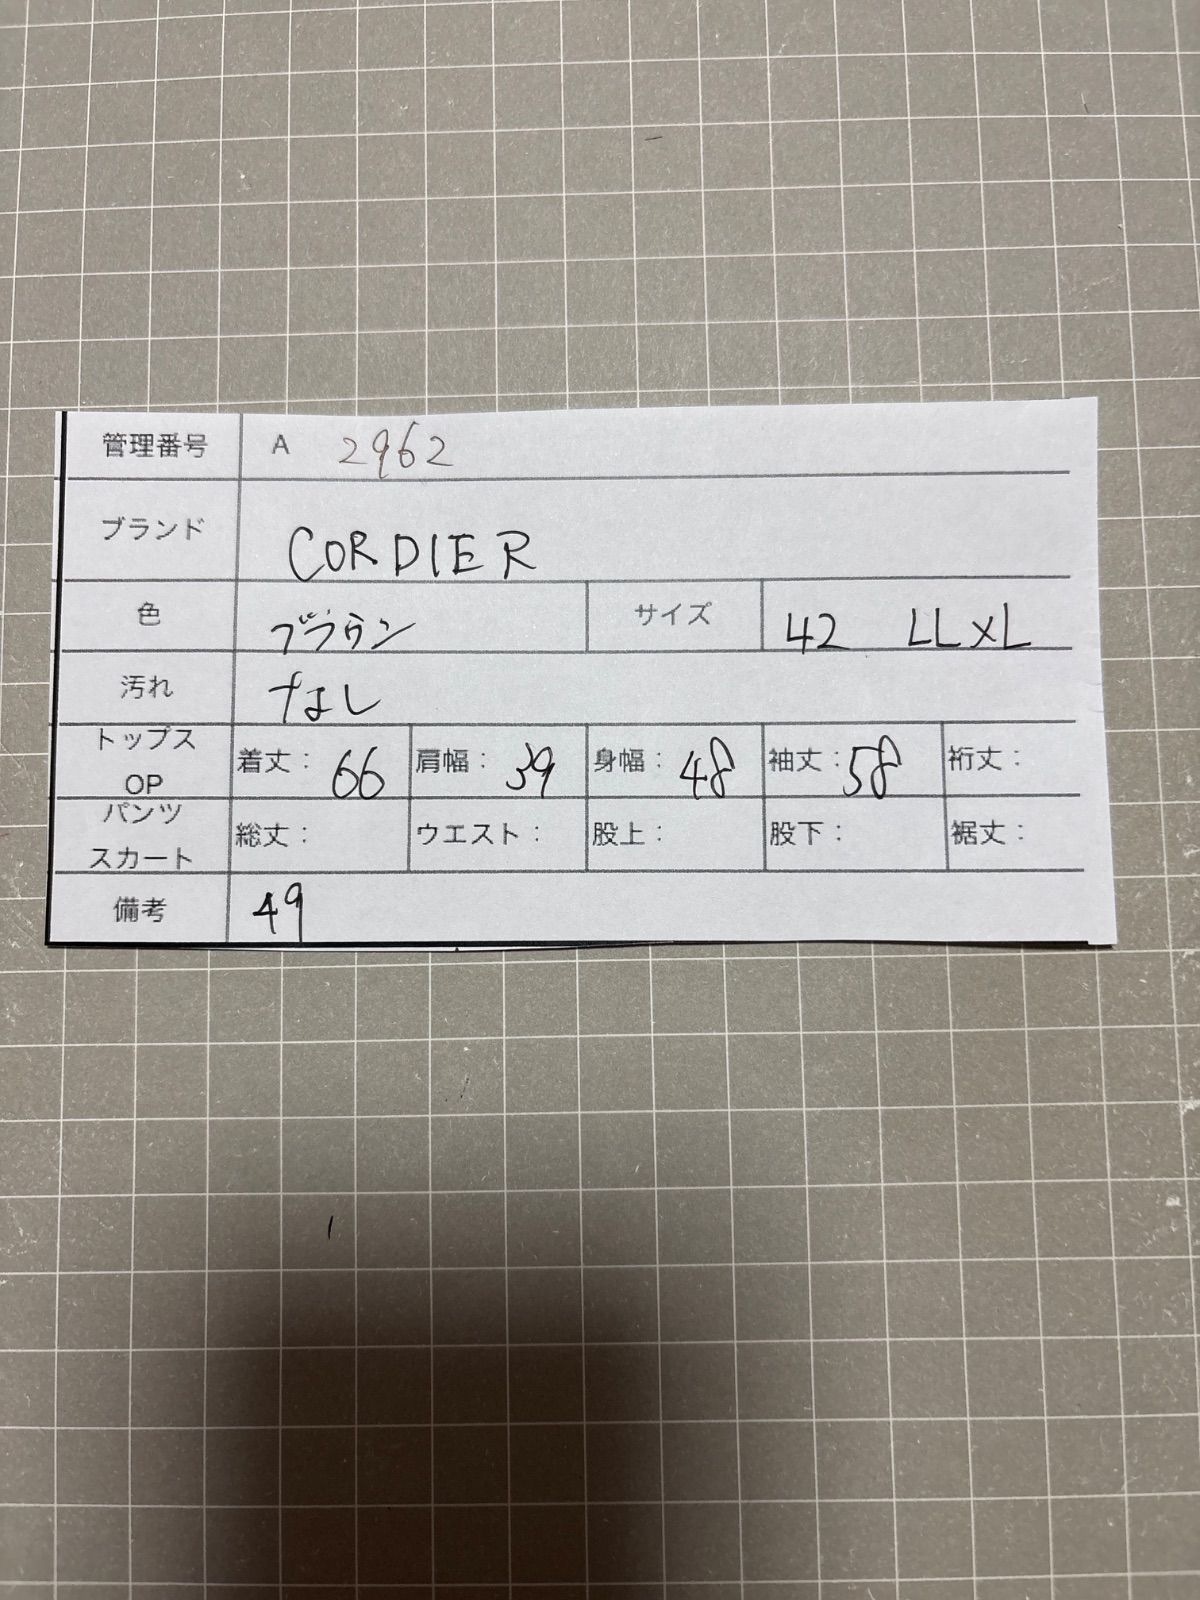 管理番号 A 2962
ブランド CORDIER
色 ブラウン サイズ 42 LL XL
汚れ なし
トップス OP 着丈： 66 肩幅： 39 身幅： 48 袖丈： 58 裄丈：
パンツ スカート 総丈： ウエスト： 股上： 股下： 裾丈：
備考 49